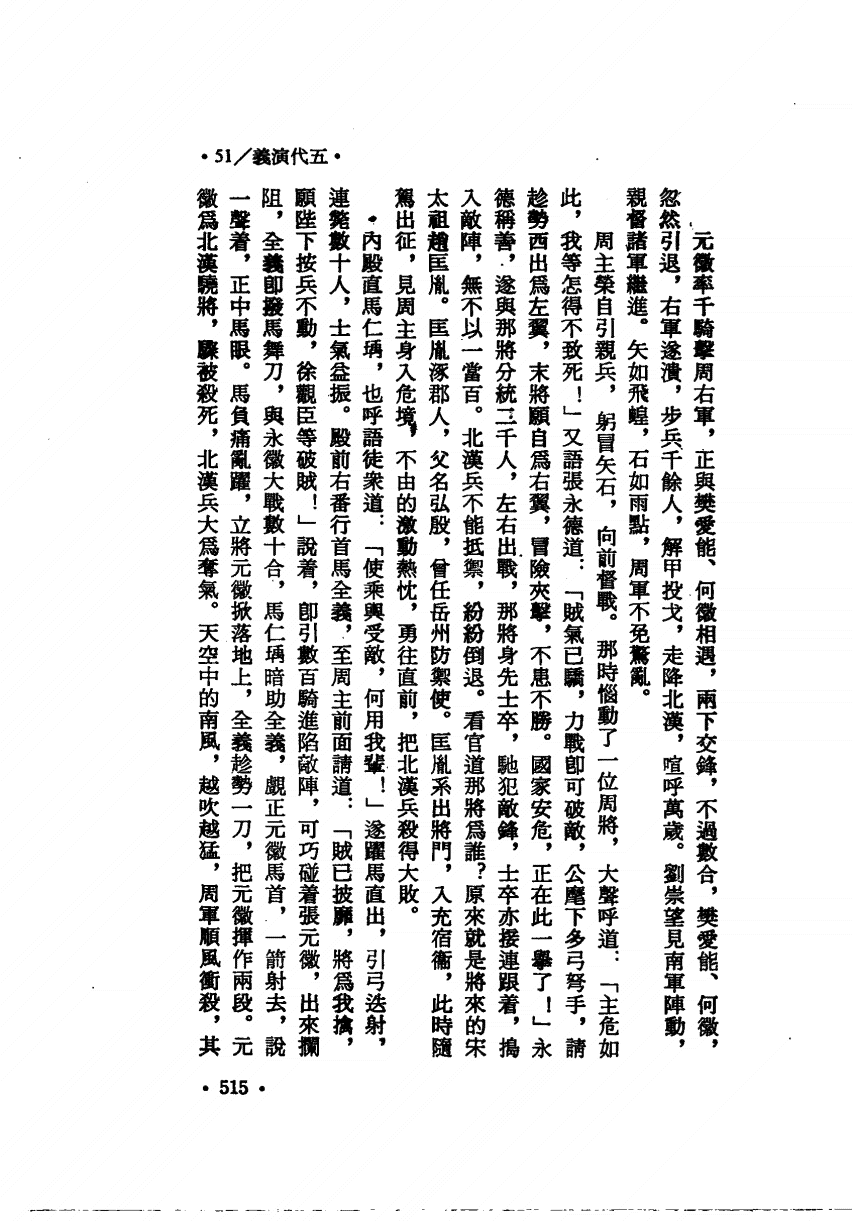 •51/義演代五•
元徽率千騎擊周右軍，正與樊愛能、何徽相遇，兩下交鋒，不過數合，樊愛能、何徽，
忽然引退，右軍遂潰，步兵千餘人，解甲投戈，走降北漢，喧呼萬歲。劉崇望見南軍陣動，
親督諸軍繼進。矢如飛蝗，石如雨點，周軍不免驚亂。
周主榮自引親兵，躬冒矢石，向前督戰。那時惱動了一位周將，大聲呼道：「主危如
此，我等怎得不致死！」又語張永德道：「賊氣已驕，力戰卽可破敵，公麾下多弓弩手，請
趁勢西出爲左翼，末將願自爲右翼，冒險夾擊，不患不勝。國家安危，正在此一舉了！」永
德稱善，遂與那將分統二千人，左右出戰，那將身先士卒，馳犯敵鋒，士卒亦接連跟着，搗
入敵陣，無不以一當百。北漢兵不能抵禦，紛紛倒退。看官道那將爲誰？原來就是將來的宋
太祖趙匡胤。匡胤涿郡人，父名弘殷，曾任岳州防禦使。匡胤系出將門，入充宿衞，此時隨
駕出征，見周主身入危境，不由的激動熱忱，勇往直前，把北漢兵殺得大敗。
內殿直馬仁瑀，也呼語徒衆道：「使乘輿受敵，何用我輩！」遂躍馬直出，引弓迭射，
連斃數十人，士氣益振。殿前右番行首馬全義，至周主前面請道：「賊已披靡，將爲我擒，
願陛下按兵不動，徐觀臣等破賊！」說着，卽引數百騎進陷敵陣，可巧碰着張元徽，出來攔
阻，全義卽撥馬舞刀，與永徽大戰數十合，馬仁瑀暗助全義，覷正元徽馬首，一箭射去，說
一聲着，正中馬眼。馬負痛亂躍，立將元徽掀落地上，全義趁勢一刀，把元徽揮作兩段。元
徽爲北漢驍將，驟被殺死，北漢兵大爲奪氣。天空中的南風，越吹越猛，周軍順風衝殺，其
•515•